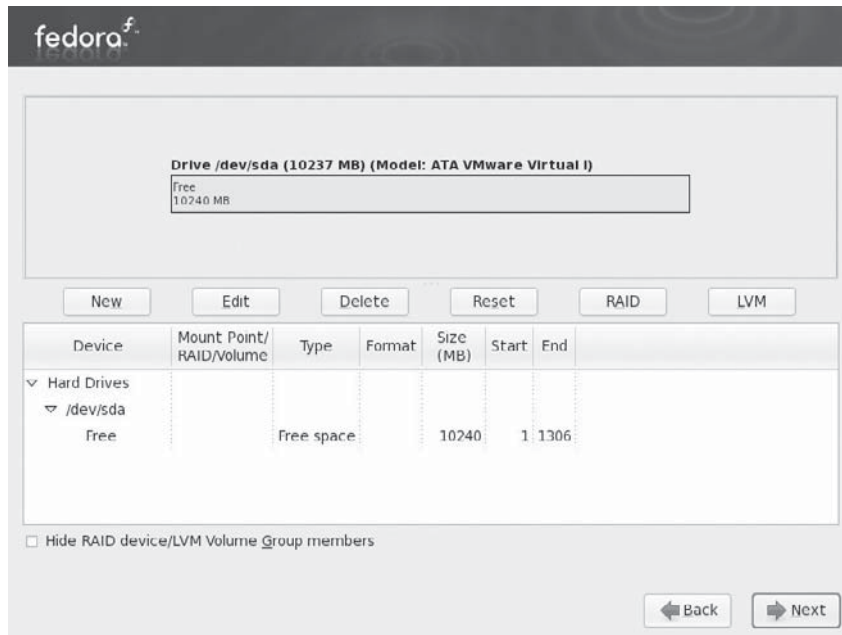 fedora f
Drive /dev/sda (10237 MB) (Model: ATA VMware Virtual I)
Free
10240 MB
New Edit Delete Reset RAID LVM
Device Mount Point/ RAID/Volume Type Format Size (MB) Start End
Hard Drives
/dev/sda
Free Free space 10240 1 1306
Hide RAID device/LVM Volume Group members
Back Next